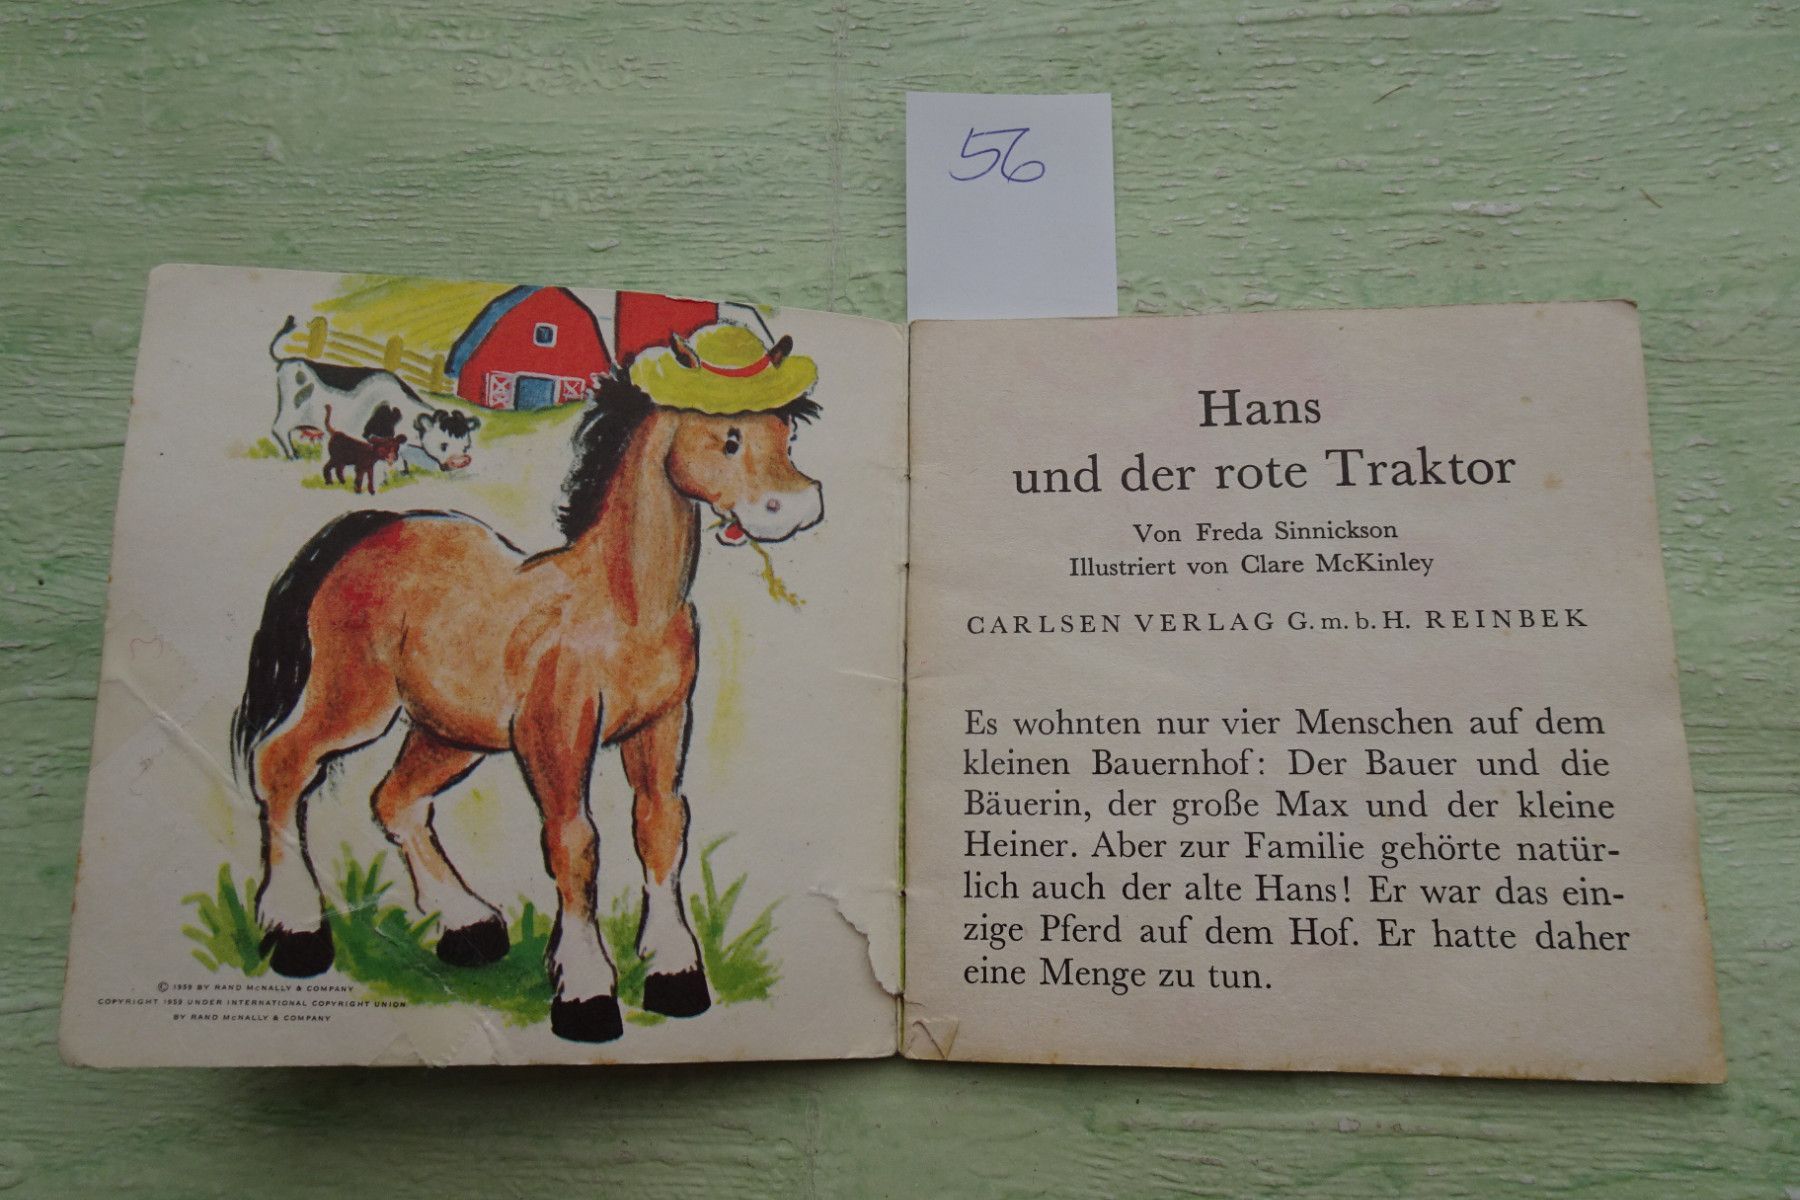 56
© 1959 BY RAND McNALLY & COMPANY
COPYRIGHT 1959 UNDER INTERNATIONAL COPYRIGHT UNION
BY RAND McNALLY & COMPANY
Hans
und der rote Traktor
Von Freda Sinnickson
Illustriert von Clare McKinley
CARLSEN VERLAG G.m.b.H. REINBEK
Es wohnten nur vier Menschen auf dem
kleinen Bauernhof: Der Bauer und die
Bäuerin, der große Max und der kleine
Heiner. Aber zur Familie gehörte natür-
lich auch der alte Hans! Er war das ein-
zige Pferd auf dem Hof. Er hatte daher
eine Menge zu tun.